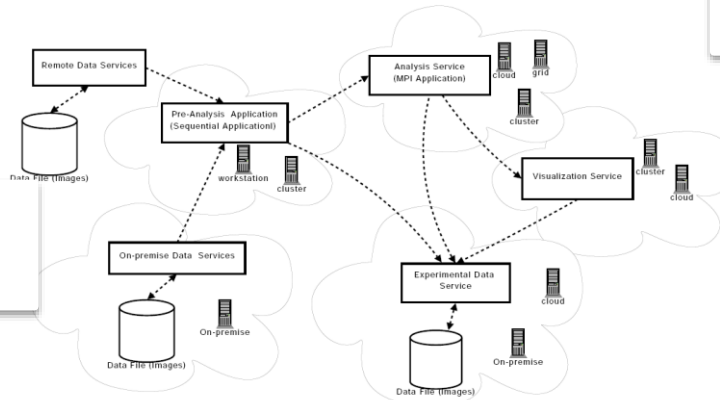 Remote Data Services
Data File (Images)
Pre-Analysis Application
(Sequential Applicationl)
workstation
cluster
Analysis Service
(MPI Application)
cloud
grid
cluster
Visualization Service
cluster
cloud
On-premise Data Services
On-premise
Data File (Images)
Experimental Data
Service
cloud
On-premise
Data File (Images)